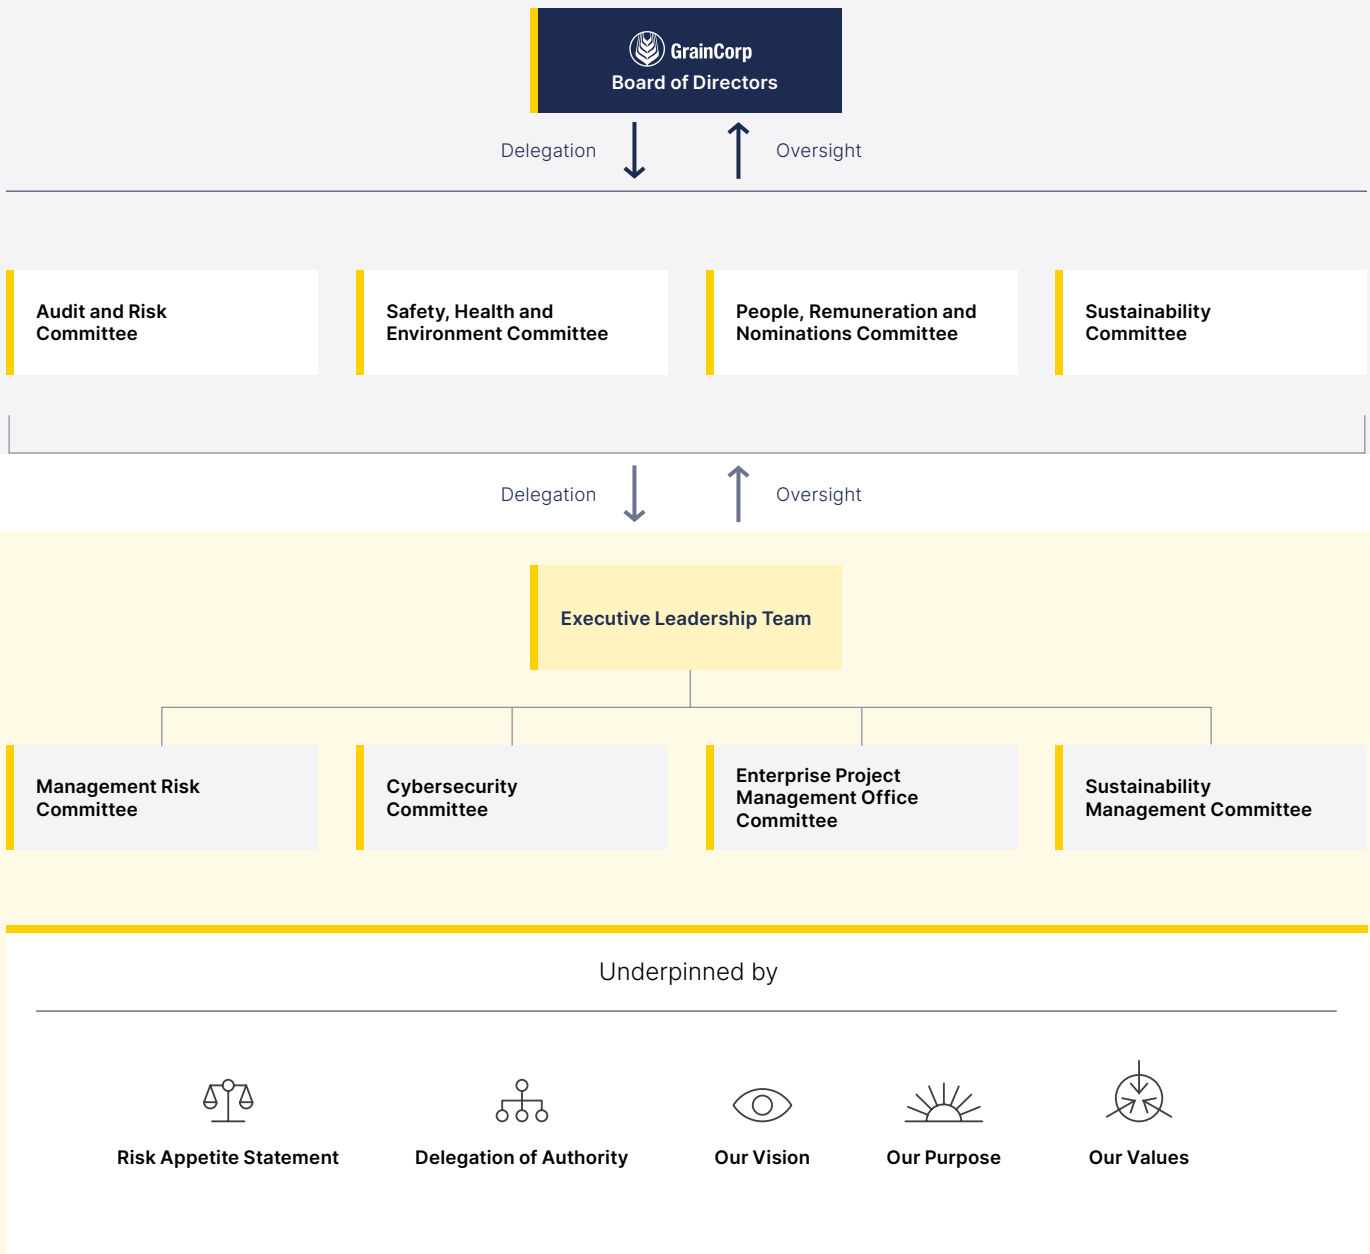 GrainCorp
Board of Directors
Delegation
Oversight
Audit and Risk
Committee
Safety, Health and
Environment Committee
People, Remuneration and
Nominations Committee
Sustainability
Committee
Delegation
Oversight
Executive Leadership Team
Management Risk
Committee
Cybersecurity
Committee
Enterprise Project
Management Office
Committee
Sustainability
Management Committee
Underpinned by
Risk Appetite Statement
Delegation of Authority
Our Vision
Our Purpose
Our Values